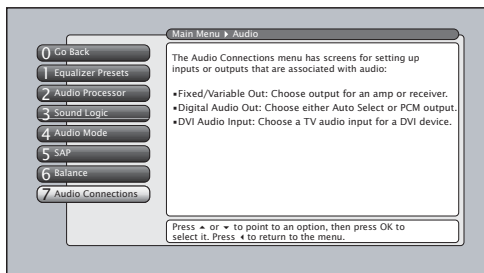 Main Menu ▸ Audio
0 Go Back
1 Equalizer Presets
2 Audio Processor
3 Sound Logic
4 Audio Mode
5 SAP
6 Balance
7 Audio Connections
The Audio Connections menu has screens for setting up
inputs or outputs that are associated with audio:
▪Fixed/Variable Out: Choose output for an amp or receiver.
▪Digital Audio Out: Choose either Auto Select or PCM output.
▪DVI Audio Input: Choose a TV audio input for a DVI device.
Press ▴ or ▾ to point to an option, then press OK to
select it. Press ◂ to return to the menu.